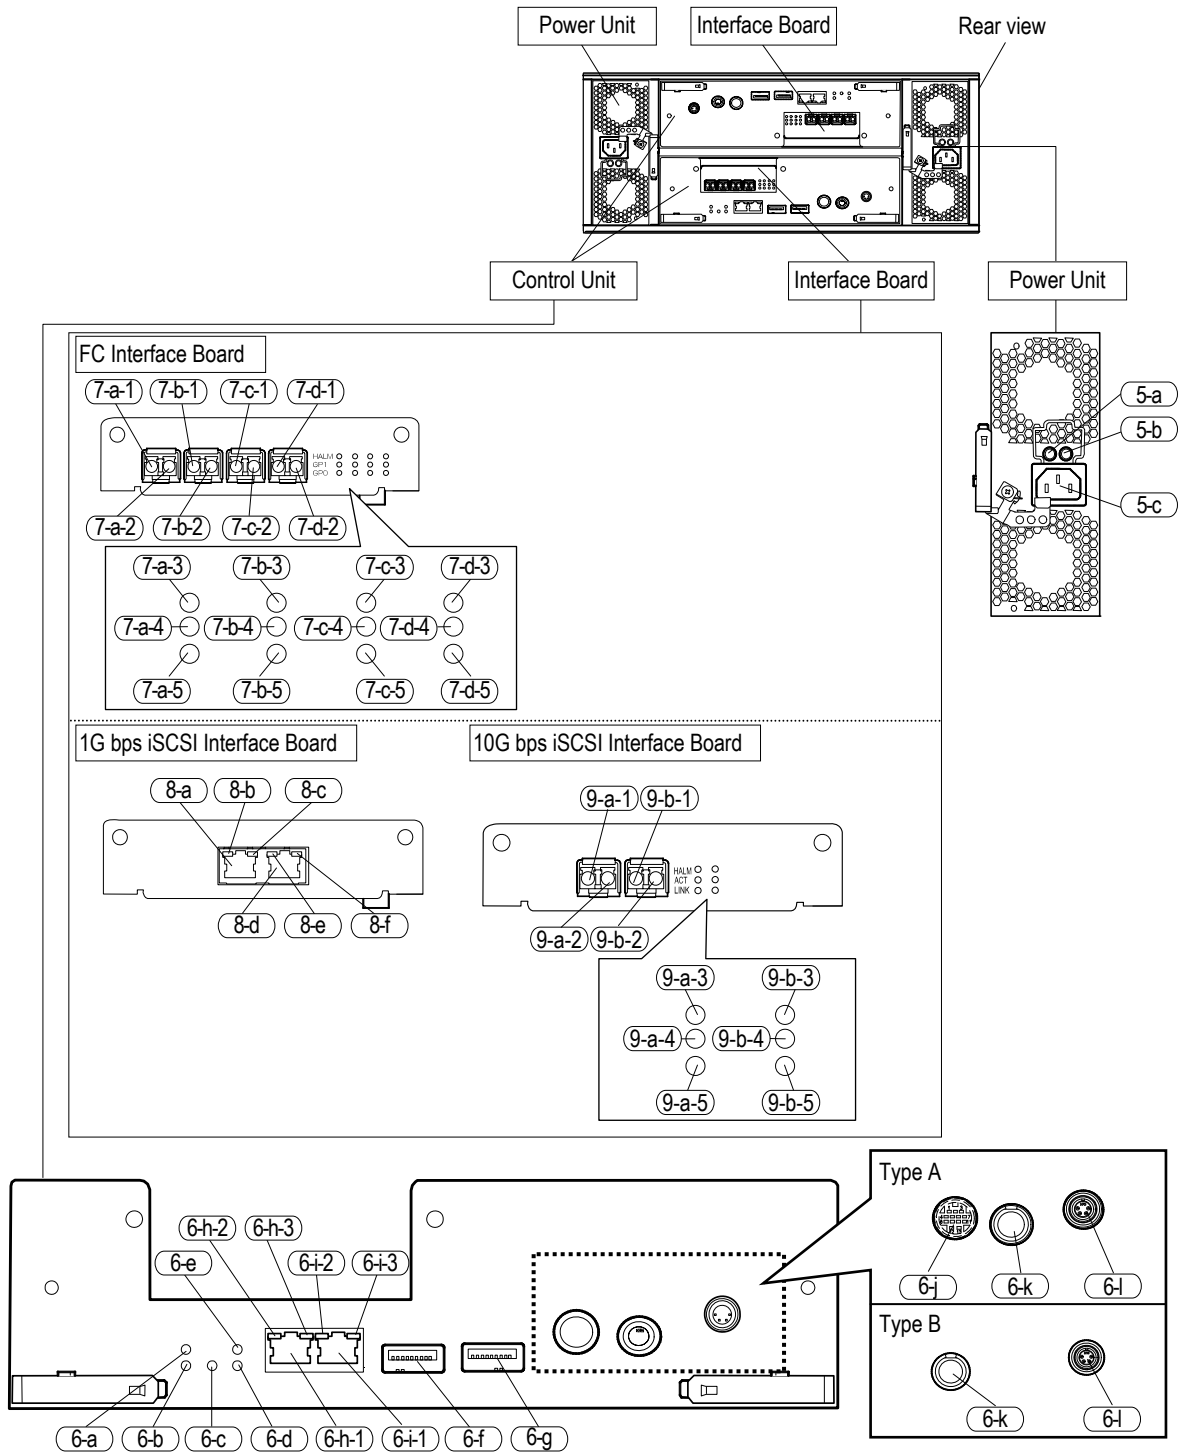 Power Unit
Interface Board
Rear view
Control Unit
Interface Board
Power Unit
FC Interface Board
7-a-1 7-b-1 7-c-1 7-d-1
HALM
GP1
GP0
7-a-2 7-b-2 7-c-2 7-d-2
7-a-3 7-b-3 7-c-3 7-d-3
7-a-4 7-b-4 7-c-4 7-d-4
7-a-5 7-b-5 7-c-5 7-d-5
5-a
5-b
5-c
1G bps iSCSI Interface Board
8-a 8-b 8-c
8-d 8-e 8-f
10G bps iSCSI Interface Board
9-a-1 9-b-1
HALM
ACT
LINK
9-a-2 9-b-2
9-a-3 9-b-3
9-a-4 9-b-4
9-a-5 9-b-5
6-h-2 6-h-3
6-e 6-i-2 6-i-3
6-a 6-b 6-c 6-d 6-h-1 6-i-1 6-f 6-g
Type A
6-j 6-k 6-l
Type B
6-k 6-l